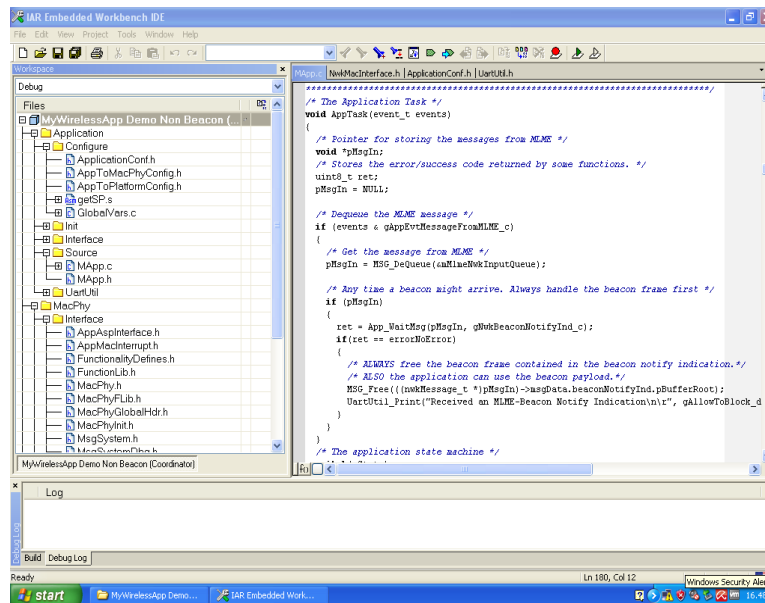 IAR Embedded Workbench IDE
File Edit View Project Tools Window Help
Workspace
Debug
Files
MyWirelessApp Demo Non Beacon (...
Application
Configure
ApplicationConf.h
AppToMacPhyConfig.h
AppToPlatformConfig.h
getSP.s
GlobalVars.c
Init
Interface
Source
MApp.c
MApp.h
UartUtil
MacPhy
Interface
AppAspInterface.h
AppMacInterrupt.h
FunctionalityDefines.h
FunctionLib.h
MacPhy.h
MacPhyFLib.h
MacPhyGlobalHdr.h
MacPhyInit.h
MsgSystem.h
MsgSystemDbg.h
MyWirelessApp Demo Non Beacon (Coordinator)
MApp.c NwkMacInterface.h | ApplicationConf.h | UartUtil.h
/* The Application Task */
void AppTask(event_t events)
{
/* Pointer for storing the messages from MLME */
void *pMsgIn;
/* Stores the error/success code returned by some functions. */
uint8_t ret;
pMsgIn = NULL;
/* Dequeue the MLME message */
if (events & gAppEvtMessageFromMLME_c)
{
/* Get the message from MLME */
pMsgIn = MSG_DeQueue(&mMlmeNwkInputQueue);
/* Any time a beacon might arrive. Always handle the beacon frame first */
if (pMsgIn)
{
ret = App_WaitMsg(pMsgIn, gNwkBeaconNotifyInd_c);
if(ret == errorNoError)
{
/* ALWAYS free the beacon frame contained in the beacon notify indication.*/
/* ALSO the application can use the beacon payload.*/
MSG_Free(((nwkMessage_t *)pMsgIn)->msgData.beaconNotifyInd.pBufferRoot);
UartUtil_Print("Received an MLME-Beacon Notify Indication\n\r", gAllowToBlock_d
}
}
}
/* The application state machine */
Log
Debug Log
Build Debug Log
Ready
Ln 180, Col 12
Windows Security Aler
start
MyWirelessApp Demo...
IAR Embedded Work...
16.48